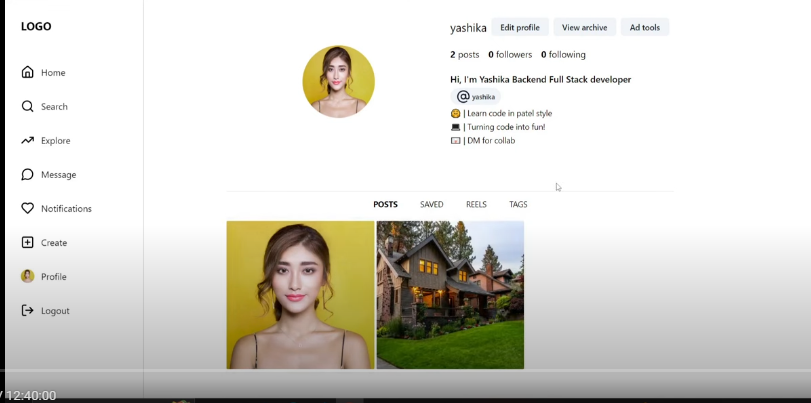 LOGO
Home
Search
Explore
Message
Notifications
Create
Profile
Logout
yashika Edit profile View archive Ad tools
2 posts 0 followers 0 following
Hi, I'm Yashika Backend Full Stack developer
@ yashika
🤯 | Learn code in patel style
💻 | Turning code into fun!
💌 | DM for collab
POSTS SAVED REELS TAGS
/ 12:40:00